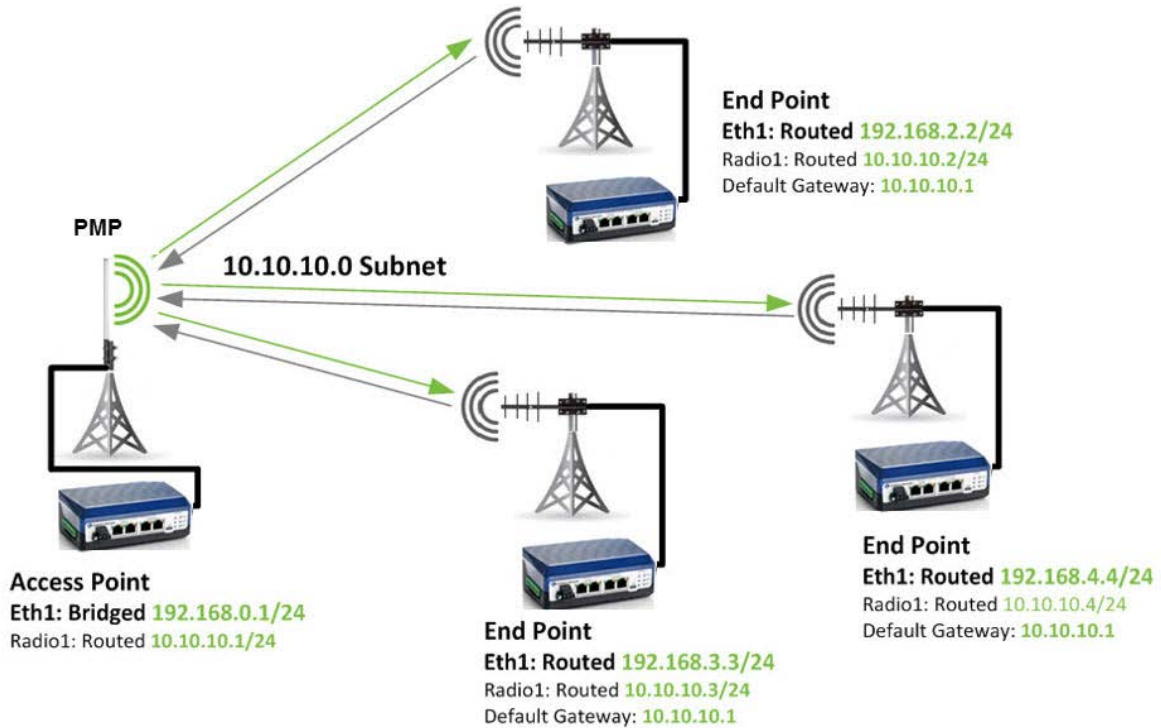 End Point
Eth1: Routed 192.168.2.2/24
Radio1: Routed 10.10.10.2/24
Default Gateway: 10.10.10.1
PMP
10.10.10.0 Subnet
Access Point
Eth1: Bridged 192.168.0.1/24
Radio1: Routed 10.10.10.1/24
End Point
Eth1: Routed 192.168.3.3/24
Radio1: Routed 10.10.10.3/24
Default Gateway: 10.10.10.1
End Point
Eth1: Routed 192.168.4.4/24
Radio1: Routed 10.10.10.4/24
Default Gateway: 10.10.10.1